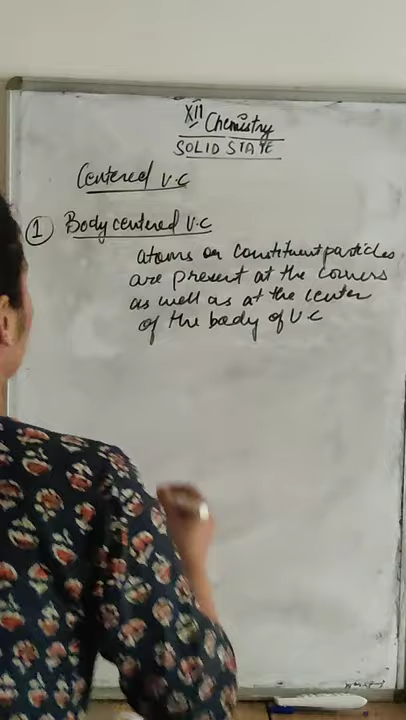 XII Chemistry
SOLID STATE
Centered U.C
1 Body centered U.C
atoms or constituent particles
are present at the corners
as well as at the center
of the body of U.C